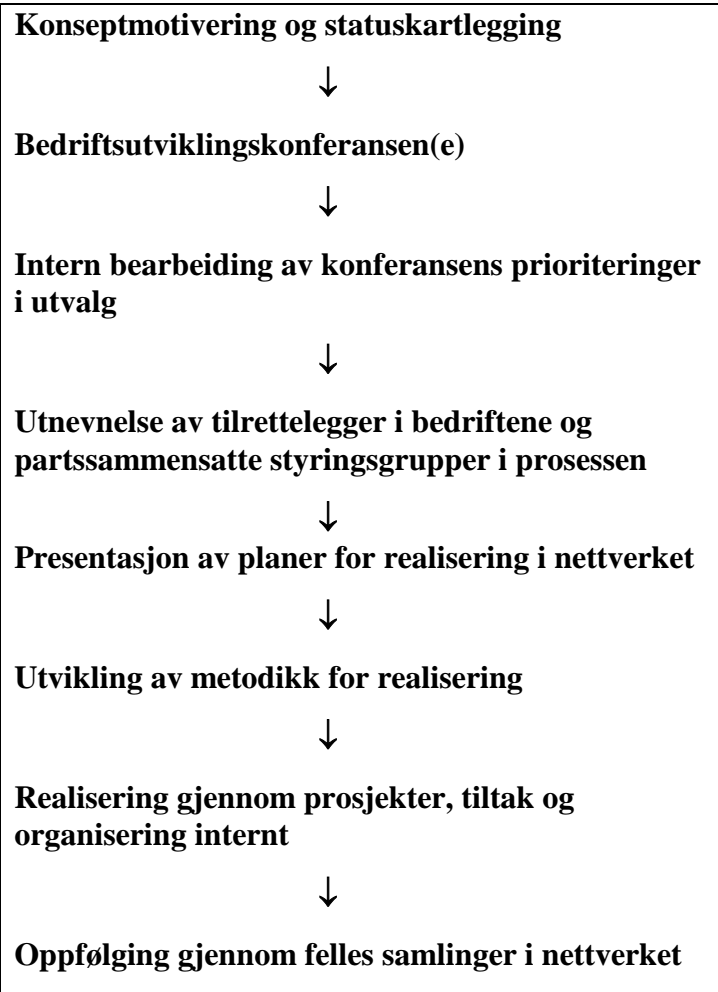 Konseptmotivering og statuskartlegging
↓
Bedriftsutviklingskonferansen(e)
↓
Intern bearbeiding av konferansens prioriteringer
i utvalg
↓
Utnevnelse av tilrettelegger i bedriftene og
partssammensatte styringsgrupper i prosessen
↓
Presentasjon av planer for realisering i nettverket
↓
Utvikling av metodikk for realisering
↓
Realisering gjennom prosjekter, tiltak og
organisering internt
↓
Oppfølging gjennom felles samlinger i nettverket